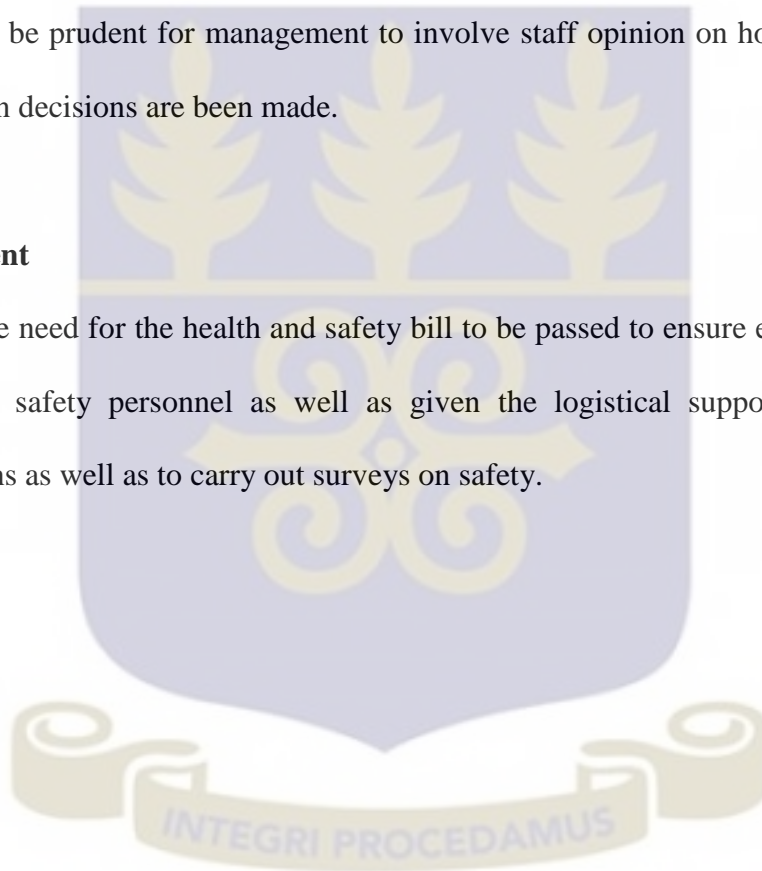 be prudent for management to involve staff opinion on ho
n decisions are been made.
ent
e need for the health and safety bill to be passed to ensure e
safety personnel as well as given the logistical suppo
ns as well as to carry out surveys on safety.
INTEGRI PROCEDAMUS